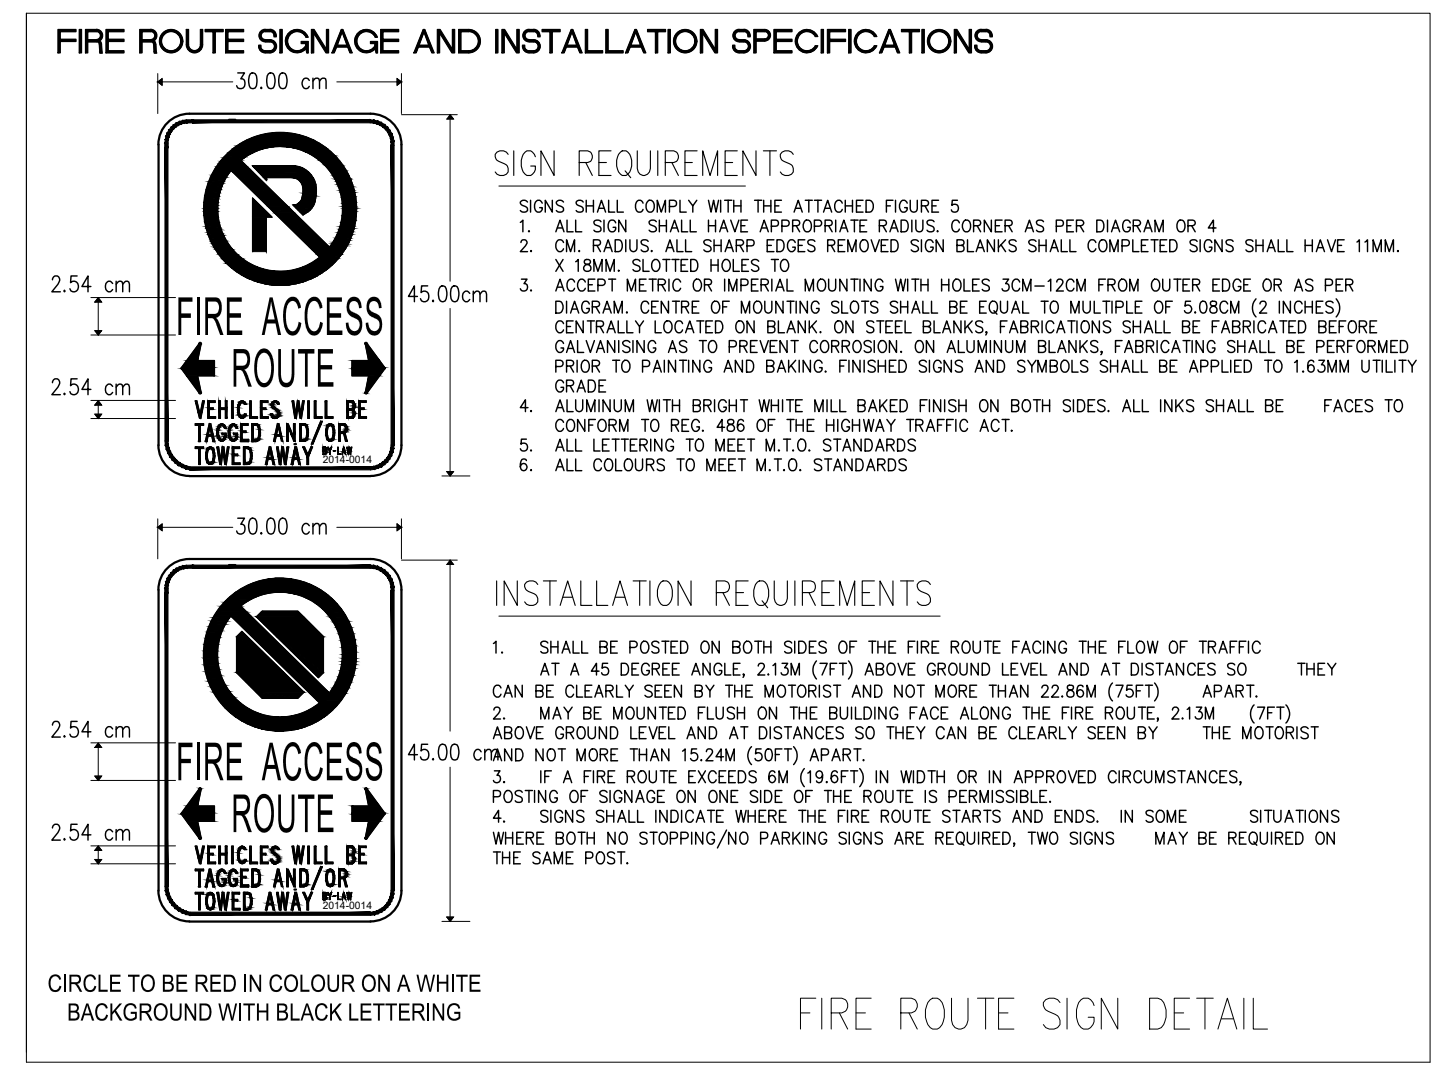 FIRE ROUTE SIGNAGE AND INSTALLATION SPECIFICATIONS
30.00 cm
P
2.54 cm
45.00cm
FIRE ACCESS
ROUTE
2.54 cm
VEHICLES WILL BE
TAGGED AND/OR
TOWED AWAY BY-LAW
2014-0014
SIGN REQUIREMENTS
SIGNS SHALL COMPLY WITH THE ATTACHED FIGURE 5
1. ALL SIGN SHALL HAVE APPROPRIATE RADIUS. CORNER AS PER DIAGRAM OR 4
2. CM. RADIUS. ALL SHARP EDGES REMOVED SIGN BLANKS SHALL COMPLETED SIGNS SHALL HAVE 11MM.
X 18MM. SLOTTED HOLES TO
3. ACCEPT METRIC OR IMPERIAL MOUNTING WITH HOLES 3CM-12CM FROM OUTER EDGE OR AS PER
DIAGRAM. CENTRE OF MOUNTING SLOTS SHALL BE EQUAL TO MULTIPLE OF 5.08CM (2 INCHES)
CENTRALLY LOCATED ON BLANK. ON STEEL BLANKS, FABRICATIONS SHALL BE FABRICATED BEFORE
GALVANISING AS TO PREVENT CORROSION. ON ALUMINUM BLANKS, FABRICATING SHALL BE PERFORMED
PRIOR TO PAINTING AND BAKING. FINISHED SIGNS AND SYMBOLS SHALL BE APPLIED TO 1.63MM UTILITY
GRADE
4. ALUMINUM WITH BRIGHT WHITE MILL BAKED FINISH ON BOTH SIDES. ALL INKS SHALL BE FACES TO
CONFORM TO REG. 486 OF THE HIGHWAY TRAFFIC ACT.
5. ALL LETTERING TO MEET M.T.O. STANDARDS
6. ALL COLOURS TO MEET M.T.O. STANDARDS
30.00 cm
2.54 cm
45.00 cm
FIRE ACCESS
ROUTE
2.54 cm
VEHICLES WILL BE
TAGGED AND/OR
TOWED AWAY BY-LAW
2014-0014
INSTALLATION REQUIREMENTS
1. SHALL BE POSTED ON BOTH SIDES OF THE FIRE ROUTE FACING THE FLOW OF TRAFFIC
AT A 45 DEGREE ANGLE, 2.13M (7FT) ABOVE GROUND LEVEL AND AT DISTANCES SO THEY
CAN BE CLEARLY SEEN BY THE MOTORIST AND NOT MORE THAN 22.86M (75FT) APART.
2. MAY BE MOUNTED FLUSH ON THE BUILDING FACE ALONG THE FIRE ROUTE, 2.13M (7FT)
ABOVE GROUND LEVEL AND AT DISTANCES SO THEY CAN BE CLEARLY SEEN BY THE MOTORIST
AND NOT MORE THAN 15.24M (50FT) APART.
3. IF A FIRE ROUTE EXCEEDS 6M (19.6FT) IN WIDTH OR IN APPROVED CIRCUMSTANCES,
POSTING OF SIGNAGE ON ONE SIDE OF THE ROUTE IS PERMISSIBLE.
4. SIGNS SHALL INDICATE WHERE THE FIRE ROUTE STARTS AND ENDS. IN SOME SITUATIONS
WHERE BOTH NO STOPPING/NO PARKING SIGNS ARE REQUIRED, TWO SIGNS MAY BE REQUIRED ON
THE SAME POST.
CIRCLE TO BE RED IN COLOUR ON A WHITE
BACKGROUND WITH BLACK LETTERING
FIRE ROUTE SIGN DETAIL